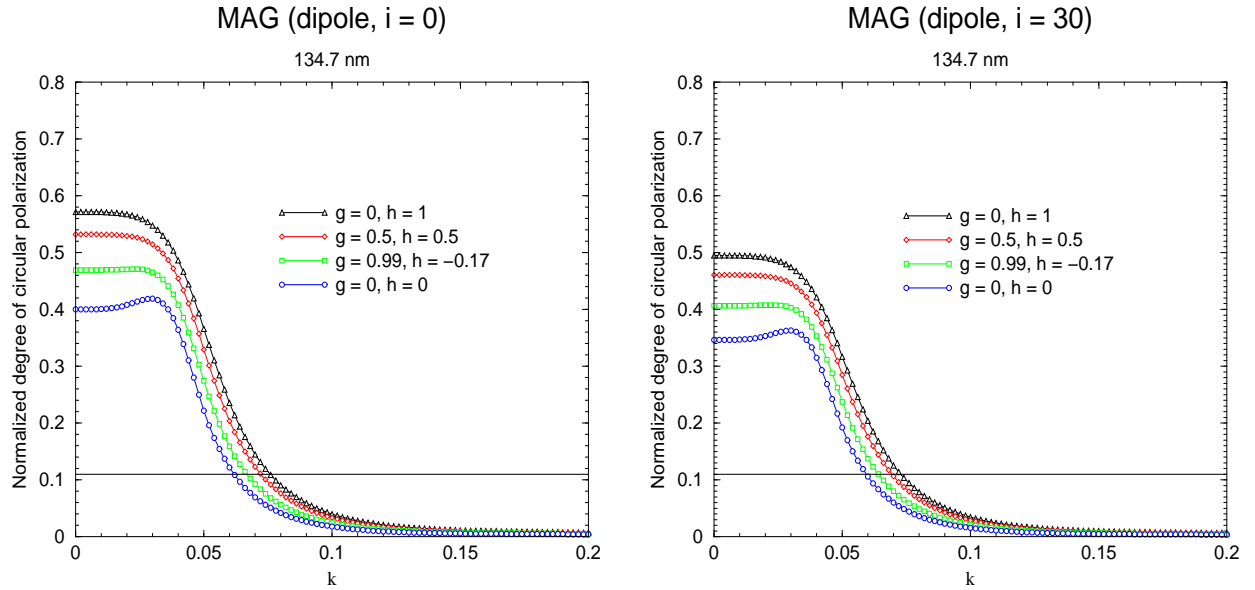 MAG (dipole, i = 0)
134.7 nm
Normalized degree of circular polarization
0.8
0.7
0.6
0.5
0.4
0.3
0.2
0.1
0
g = 0, h = 1
g = 0.5, h = 0.5
g = 0.99, h = −0.17
g = 0, h = 0
0 0.05 0.1 0.15 0.2
k
MAG (dipole, i = 30)
134.7 nm
Normalized degree of circular polarization
0.8
0.7
0.6
0.5
0.4
0.3
0.2
0.1
0
g = 0, h = 1
g = 0.5, h = 0.5
g = 0.99, h = −0.17
g = 0, h = 0
0 0.05 0.1 0.15 0.2
k